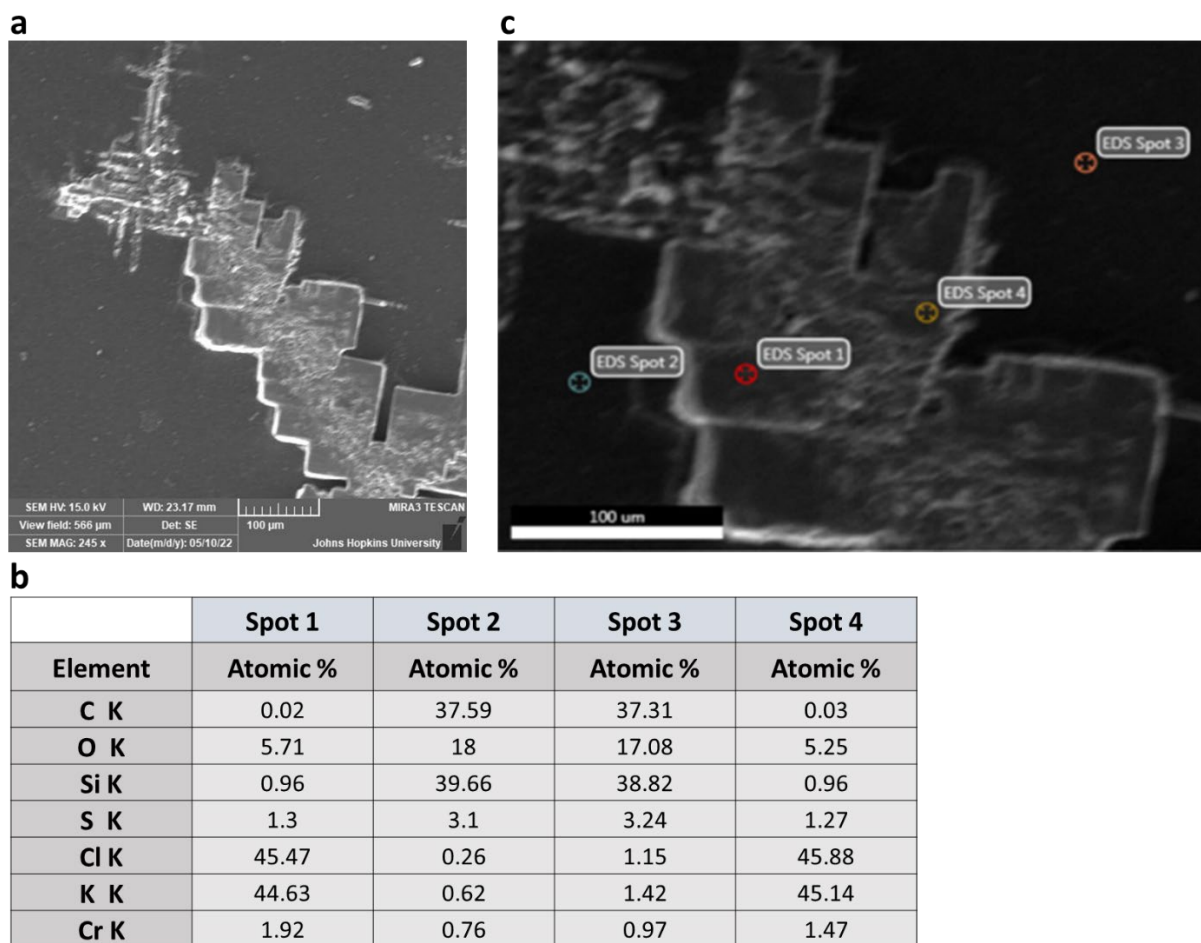 a
SEM HV: 15.0 kV WD: 23.17 mm MIRA3 TESCAN
View field: 566 µm Det: SE 100 µm
SEM MAG: 245 x Date(m/d/y): 05/10/22 Johns Hopkins University
c
EDS Spot 3
EDS Spot 4
EDS Spot 2
EDS Spot 1
100 um
b
Spot 1 Spot 2 Spot 3 Spot 4
Element Atomic % Atomic % Atomic % Atomic %
C K 0.02 37.59 37.31 0.03
O K 5.71 18 17.08 5.25
Si K 0.96 39.66 38.82 0.96
S K 1.3 3.1 3.24 1.27
Cl K 45.47 0.26 1.15 45.88
K K 44.63 0.62 1.42 45.14
Cr K 1.92 0.76 0.97 1.47